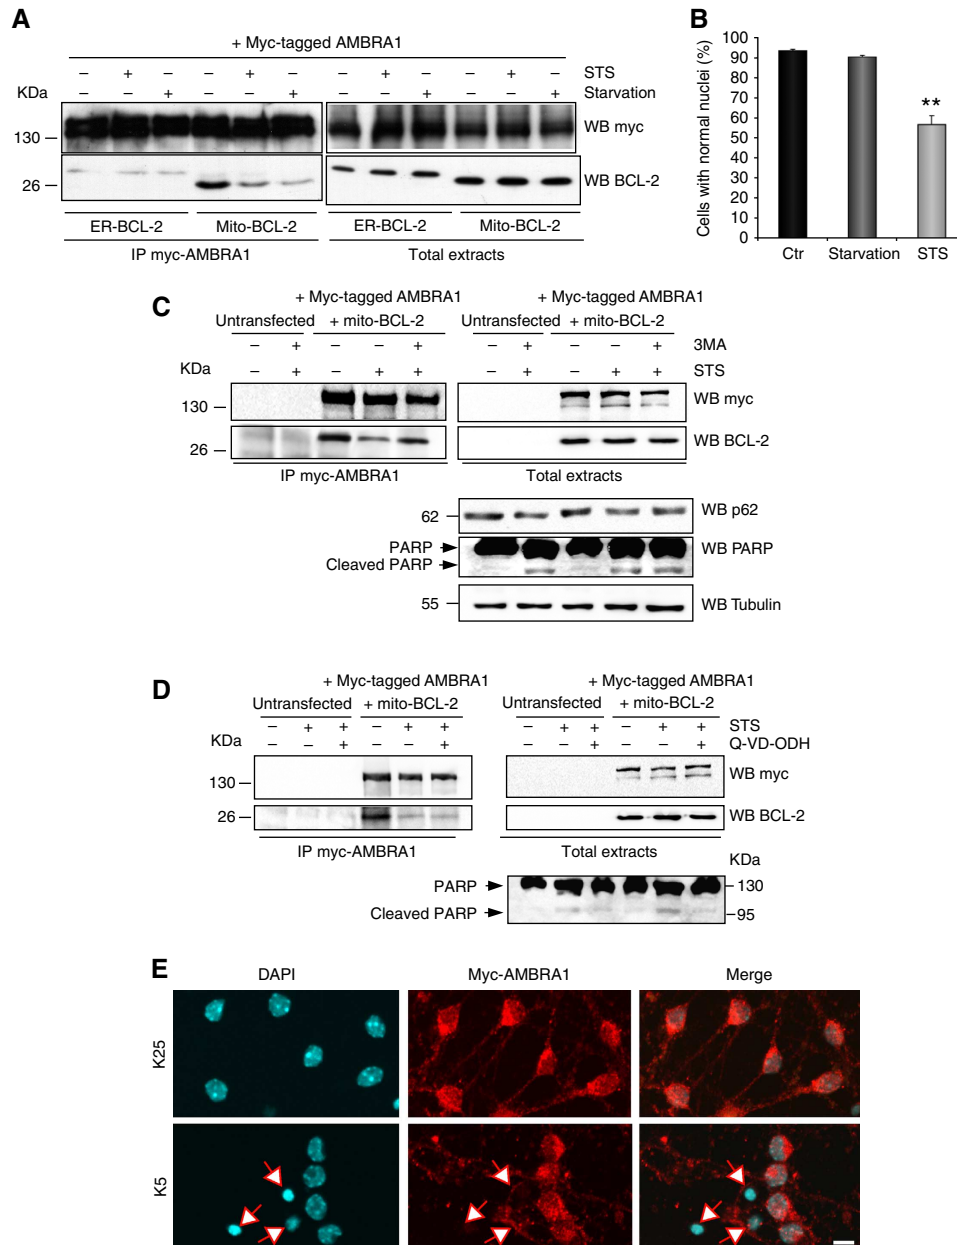 A
+ Myc-tagged AMBRA1
– + – – + – – + – – + – STS
KDa – – + – – + – – + – – + Starvation
130 – WB myc
26 – WB BCL-2
ER-BCL-2 Mito-BCL-2 ER-BCL-2 Mito-BCL-2
IP myc-AMBRA1 Total extracts
B
Cells with normal nuclei (%)
100
90
80
70
60
50
40
30
20
10
0
**
Ctr Starvation STS
C
+ Myc-tagged AMBRA1 + Myc-tagged AMBRA1
Untransfected + mito-BCL-2 Untransfected + mito-BCL-2
– + – – + – + – – + 3MA
KDa – + – + + – + – + + STS
130 – WB myc
26 – WB BCL-2
IP myc-AMBRA1 Total extracts
62 – WB p62
PARP WB PARP
Cleaved PARP
55 – WB Tubulin
D
+ Myc-tagged AMBRA1 + Myc-tagged AMBRA1
Untransfected + mito-BCL-2 Untransfected + mito-BCL-2
– + + – + + – + + – + + STS
KDa – – + – – + – – + – – + Q-VD-ODH
130 – WB myc
26 – WB BCL-2
IP myc-AMBRA1 Total extracts
KDa
PARP – 130
Cleaved PARP – 95
E
DAPI Myc-AMBRA1 Merge
K25
K5